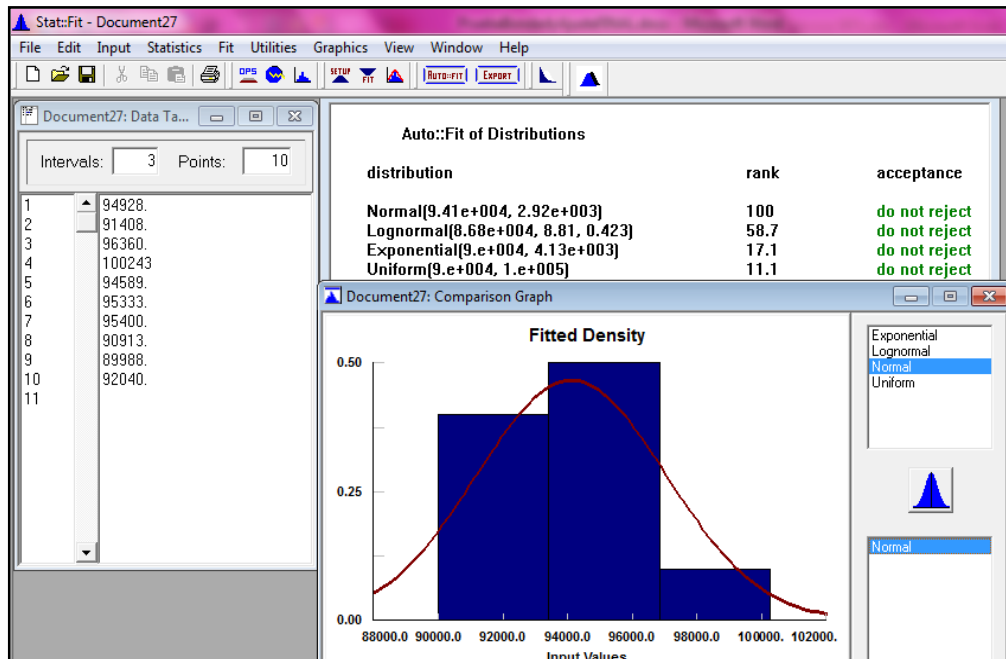 Stat::Fit - Document27
File Edit Input Statistics Fit Utilities Graphics View Window Help
OPS SETUP FIT AUTO::FIT EXPORT
Document27: Data Ta...
Intervals: 3 Points: 10
1 94928.
2 91408.
3 96360.
4 100243
5 94589.
6 95333.
7 95400.
8 90913.
9 89988.
10 92040.
11
Auto::Fit of Distributions
distribution rank acceptance
Normal(9.41e+004, 2.92e+003) 100 do not reject
Lognormal(8.68e+004, 8.81, 0.423) 58.7 do not reject
Exponential(9.e+004, 4.13e+003) 17.1 do not reject
Uniform(9.e+004, 1.e+005) 11.1 do not reject
Document27: Comparison Graph
Fitted Density
0.50
0.25
0.00
88000.0 90000.0 92000.0 94000.0 96000.0 98000.0 100000. 102000.
Input Values
Exponential
Lognormal
Normal
Uniform
Normal